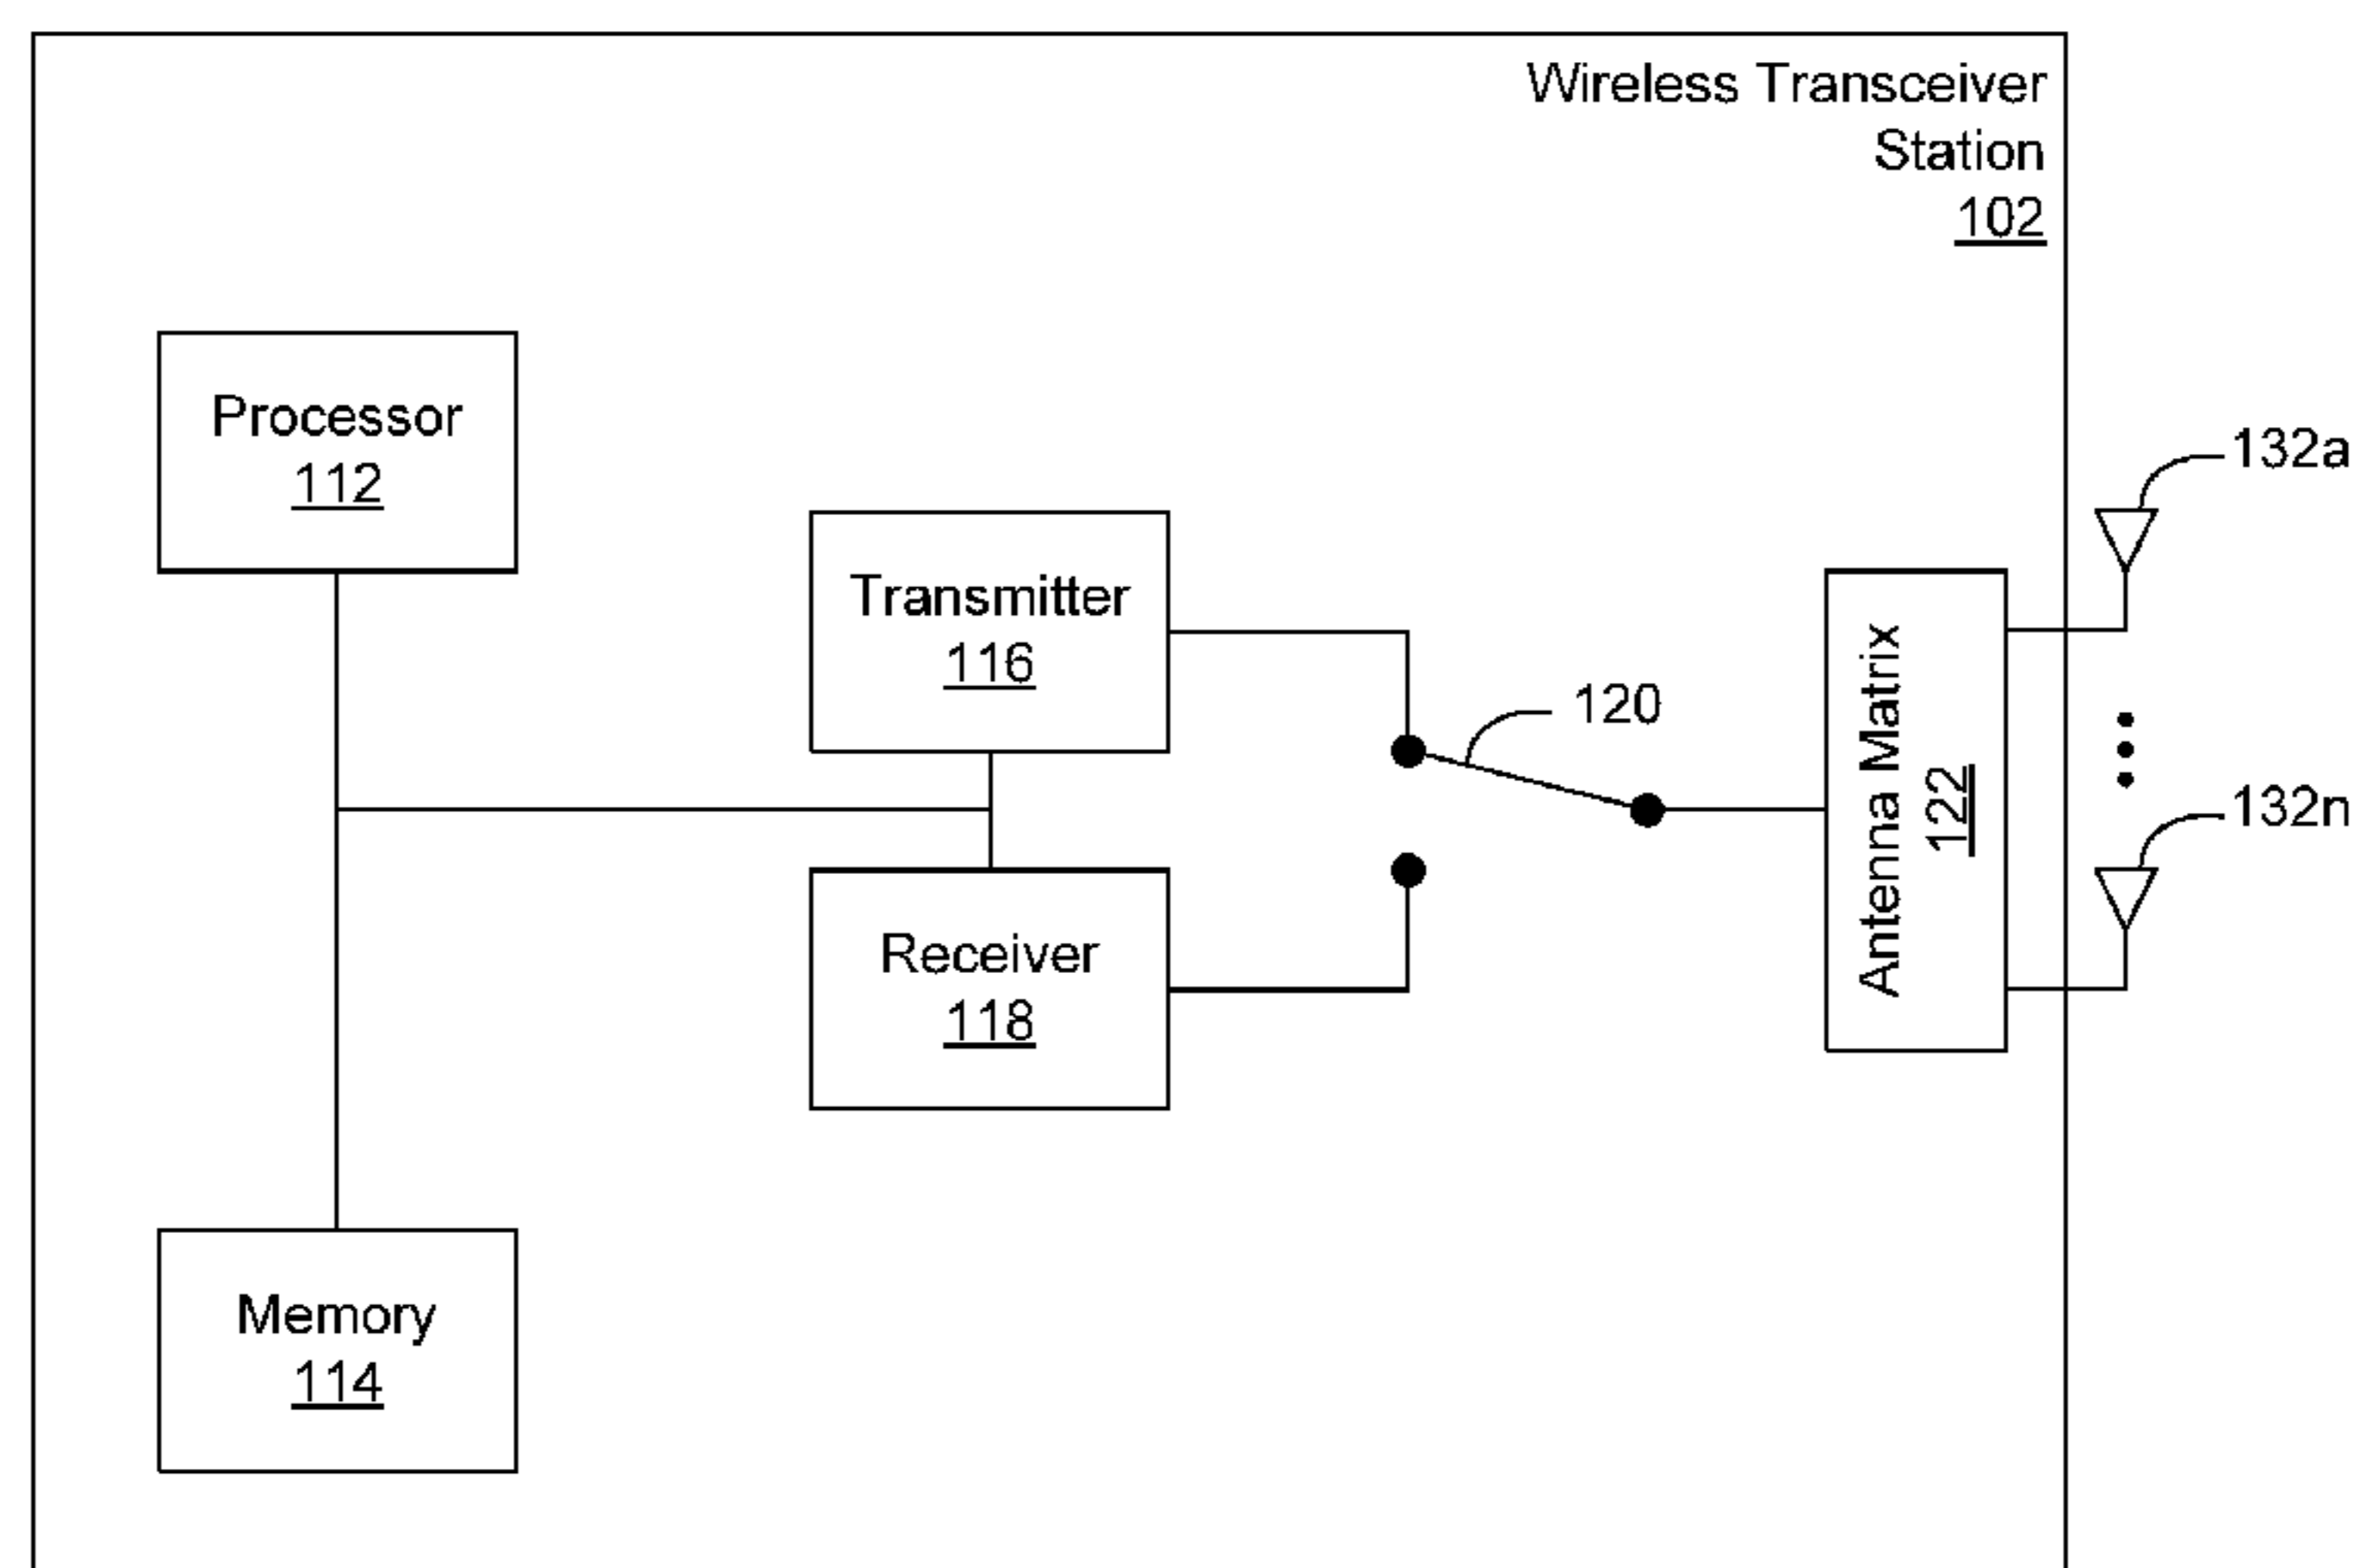 Wireless Transceiver
Station
102
Processor
112
Transmitter
116
Receiver
118
Memory
114
120
Antenna Matrix
122
132a
132n